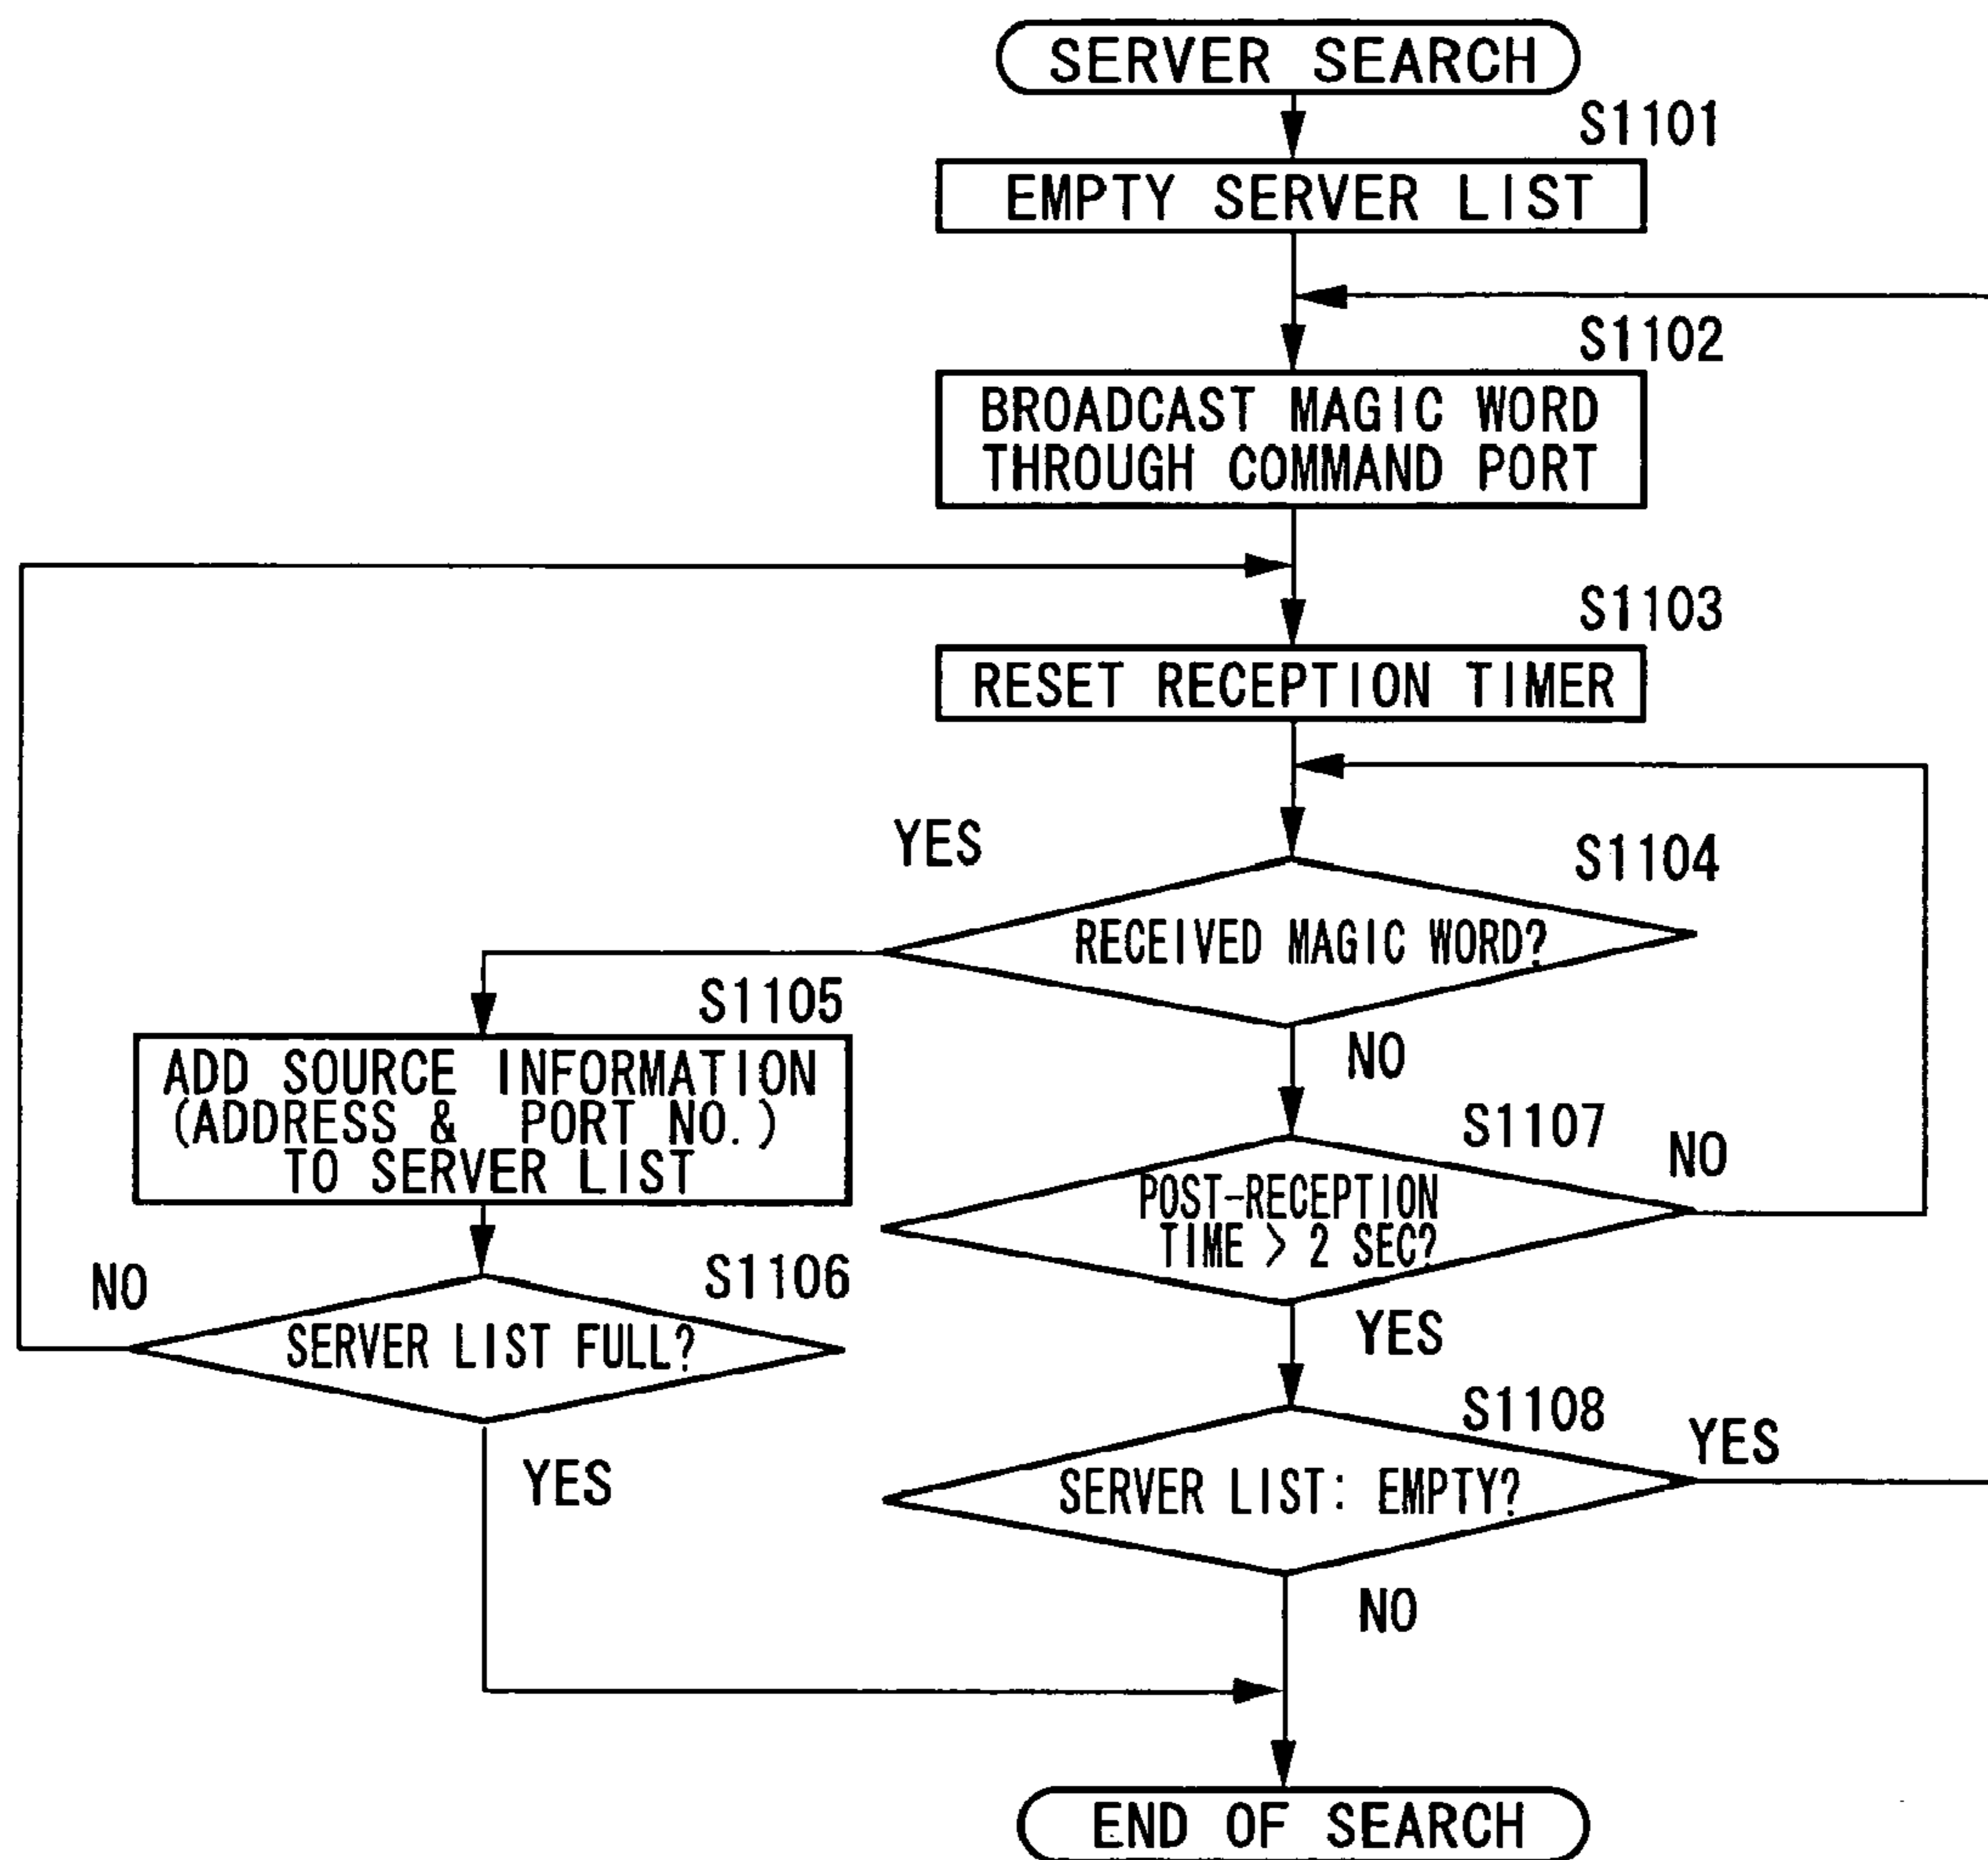 SERVER SEARCH
S1101
EMPTY SERVER LIST
S1102
BROADCAST MAGIC WORD
THROUGH COMMAND PORT
S1103
RESET RECEPTION TIMER
YES
S1104
RECEIVED MAGIC WORD?
S1105
ADD SOURCE INFORMATION
(ADDRESS & PORT NO.)
TO SERVER LIST
NO
S1107
NO
POST-RECEPTION
TIME > 2 SEC?
NO
S1106
SERVER LIST FULL?
YES
YES
S1108
YES
SERVER LIST: EMPTY?
NO
END OF SEARCH